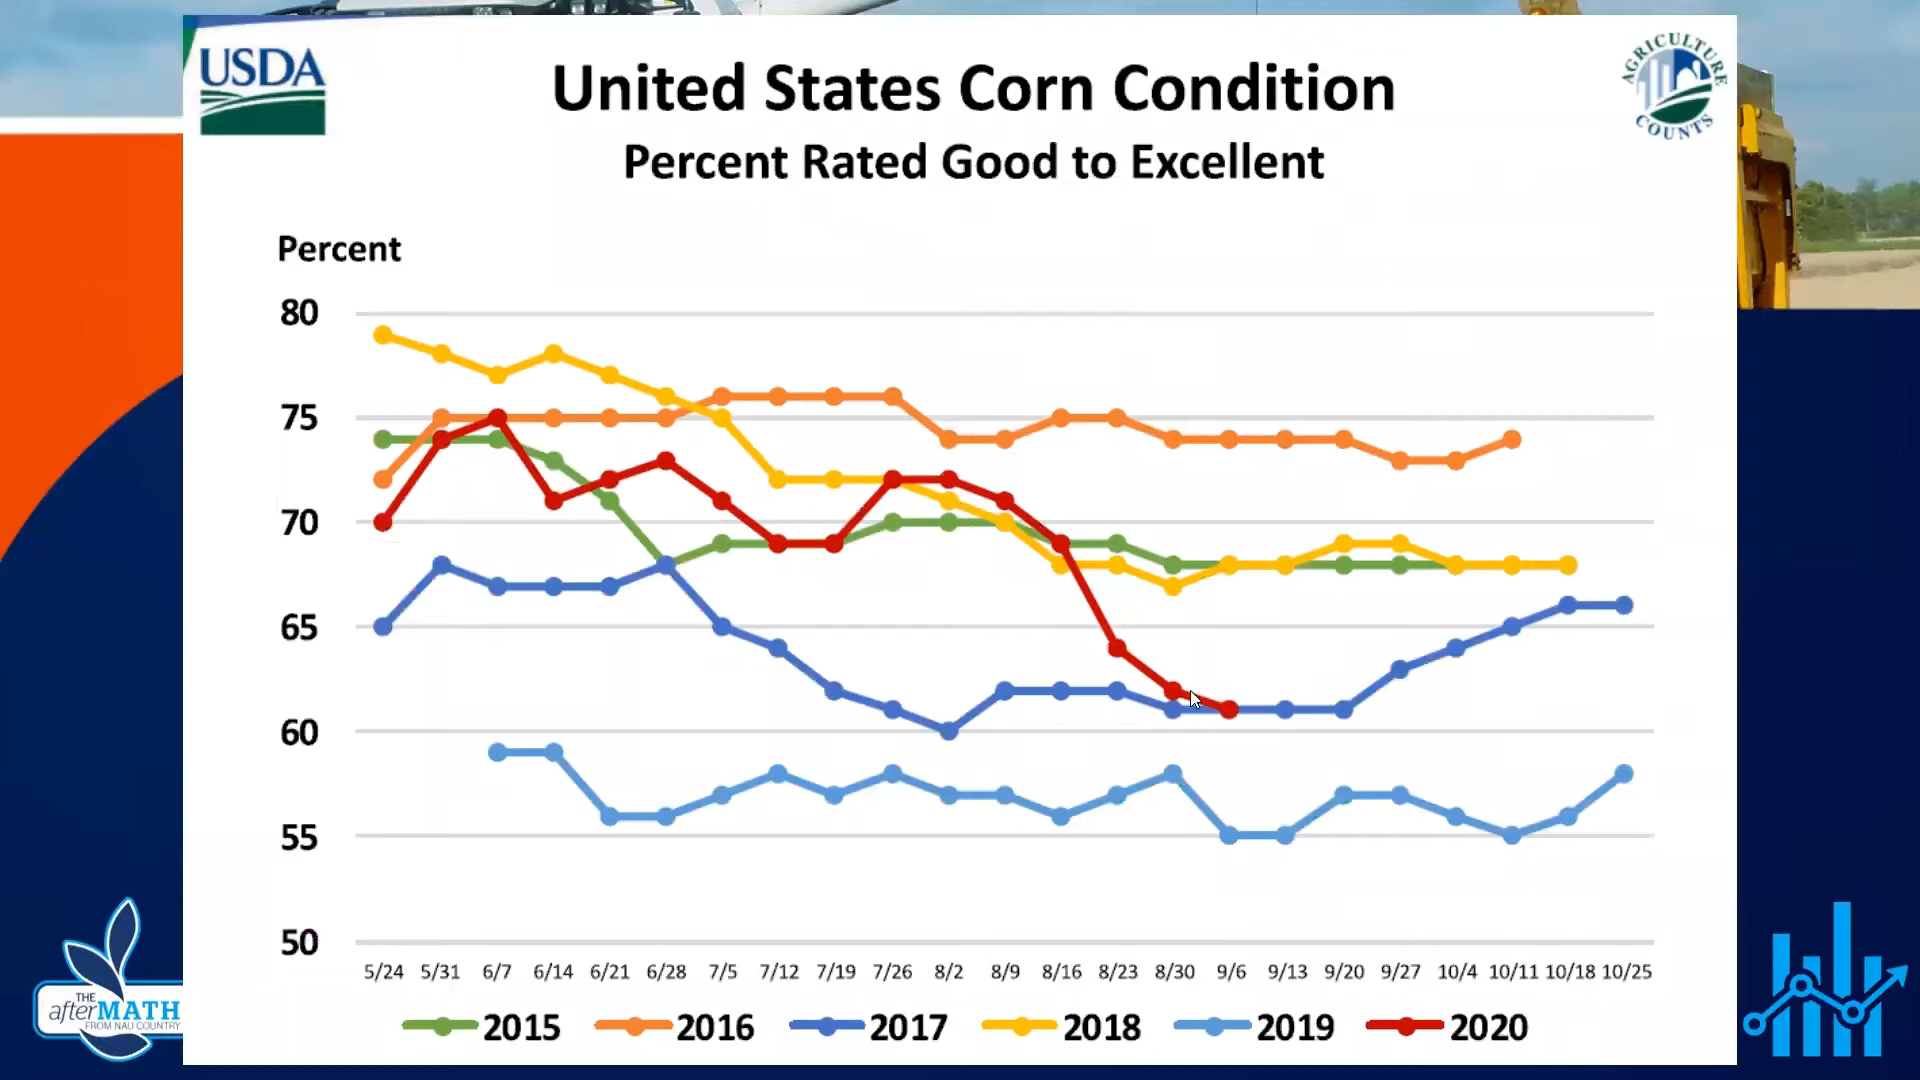 USDA
United States Corn Condition
Percent Rated Good to Excellent
AGRICULTURE
COUNTS
Percent
80
75
70
65
60
55
50
5/24 5/31 6/7 6/14 6/21 6/28 7/5 7/12 7/19 7/26 8/2 8/9 8/16 8/23 8/30 9/6 9/13 9/20 9/27 10/4 10/11 10/18 10/25
2015 2016 2017 2018 2019 2020
THE
afterMATH
FROM NAU COUNTRY